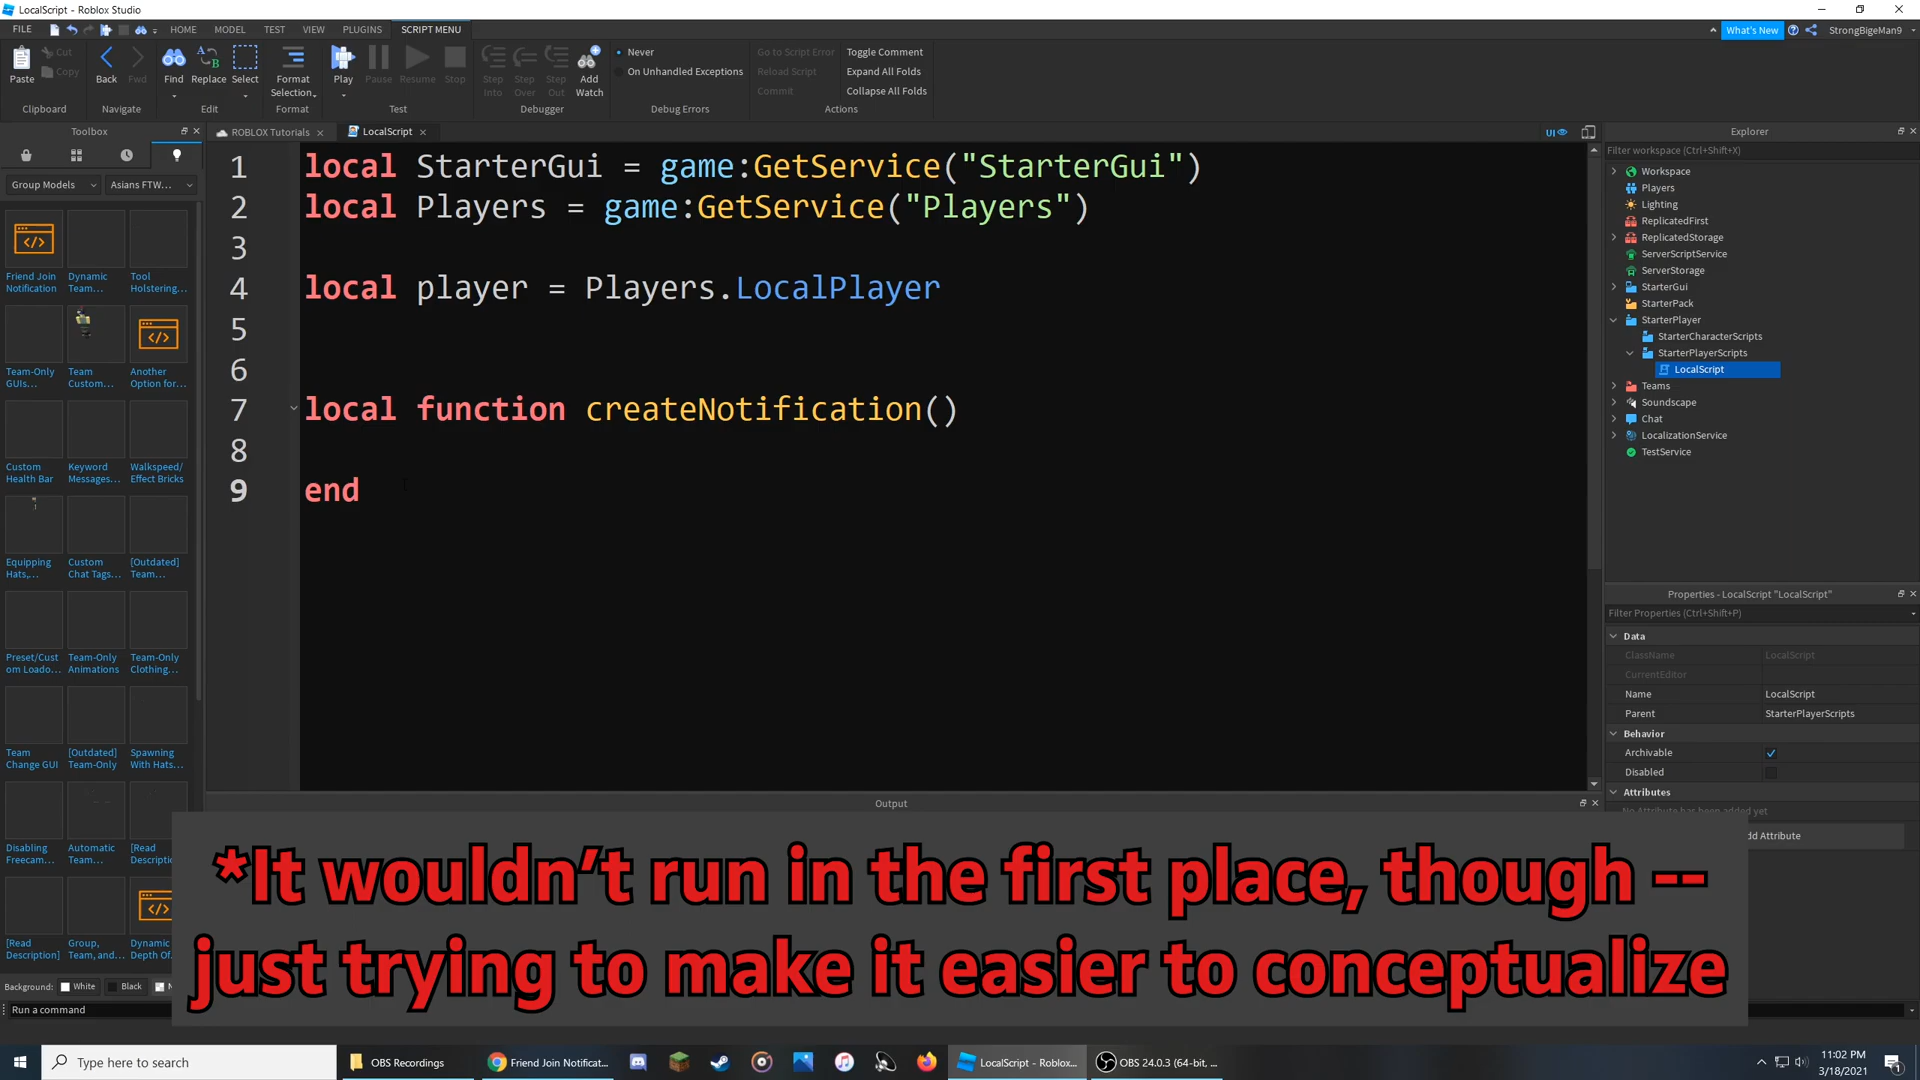 LocalScript - Roblox Studio
FILE HOME MODEL TEST VIEW PLUGINS SCRIPT MENU What's New StrongBigeMan9
Paste Cut Copy Back Fwd Find Replace Select Format Selection Play Pause Resume Stop Step Into Step Over Step Out Add Watch
Never
On Unhandled Exceptions
Go to Script Error
Reload Script
Commit
Toggle Comment
Expand All Folds
Collapse All Folds
Clipboard Navigate Edit Format Test Debugger Debug Errors Actions
Toolbox
ROBLOX Tutorials LocalScript UI
Group Models Asians FTW...
Friend Join Notification
Dynamic Team...
Tool Holstering...
Team-Only GUIs...
Team Custom...
Another Option for...
Custom Health Bar
Keyword Messages...
Walkspeed/ Effect Bricks
Equipping Hats,...
Custom Chat Tags...
[Outdated] Team...
Preset/Cust om Loado...
Team-Only Animations
Team-Only Clothing...
Team Change GUI
[Outdated] Team-Only
Spawning With Hats...
Disabling Freecam...
Automatic Team...
[Read Descripti
[Read Description]
Group, Team, and...
Dynamic Depth Of
Background: White Black N
Run a command
1 local StarterGui = game:GetService("StarterGui")
2 local Players = game:GetService("Players")
3
4 local player = Players.LocalPlayer
5
6
7 local function createNotification()
8
9 end
Output
Explorer
Filter workspace (Ctrl+Shift+X)
Workspace
Players
Lighting
ReplicatedFirst
ReplicatedStorage
ServerScriptService
ServerStorage
StarterGui
StarterPack
StarterPlayer
StarterCharacterScripts
StarterPlayerScripts
LocalScript
Teams
Soundscape
Chat
LocalizationService
TestService
Properties - LocalScript "LocalScript"
Filter Properties (Ctrl+Shift+P)
Data
ClassName LocalScript
CurrentEditor
Name LocalScript
Parent StarterPlayerScripts
Behavior
Archivable
Disabled
Attributes
No Attribute has been added yet
dd Attribute
*It wouldn't run in the first place, though --
just trying to make it easier to conceptualize
Type here to search
OBS Recordings
Friend Join Notificat...
LocalScript - Roblox...
OBS 24.0.3 (64-bit, ...
11:02 PM
3/18/2021
1